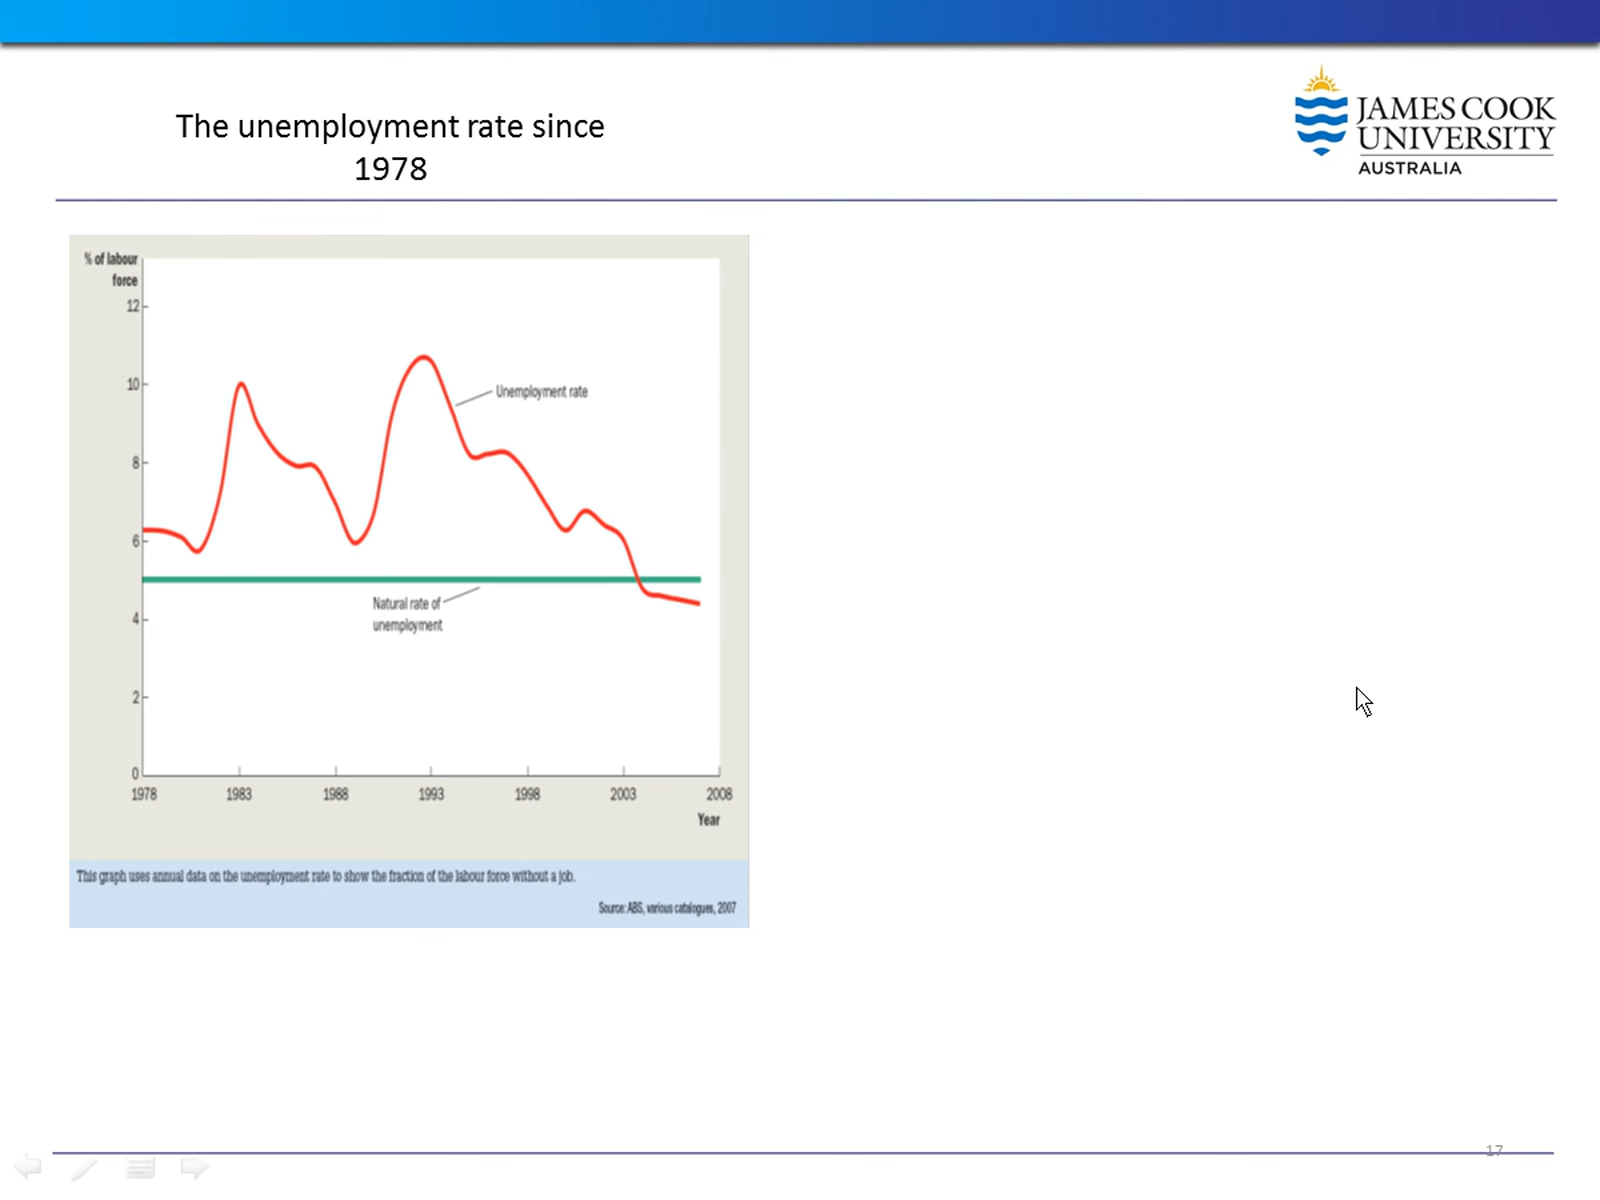 The unemployment rate since
1978
JAMES COOK
UNIVERSITY
AUSTRALIA
% of labour
force
12
10
8
6
4
2
0
Unemployment rate
Natural rate of
unemployment
1978 1983 1988 1993 1998 2003 2008
Year
This graph uses annual data on the unemployment rate to show the fraction of the labour force without a job.
Source: ABS, various catalogues, 2007
17